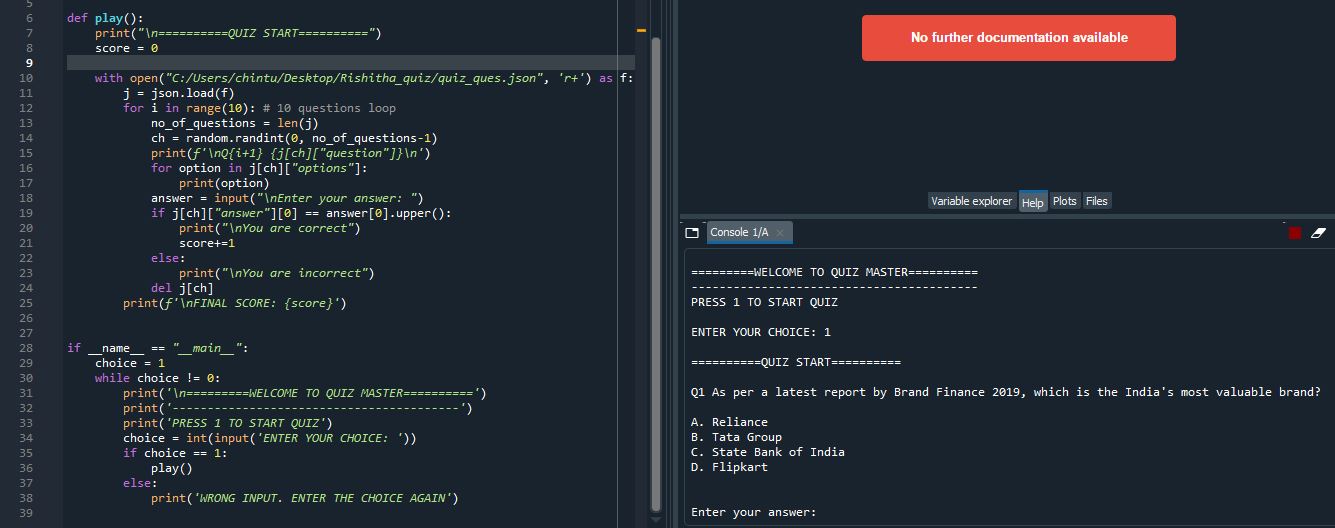 5
6 def play():
7 print("\n==========QUIZ START==========")
8 score = 0
9
10 with open("C:/Users/chintu/Desktop/Rishitha_quiz/quiz_ques.json", 'r+') as f:
11 j = json.load(f)
12 for i in range(10): # 10 questions loop
13 no_of_questions = len(j)
14 ch = random.randint(0, no_of_questions-1)
15 print(f'\nQ{i+1} {j[ch]["question"]}\n')
16 for option in j[ch]["options"]:
17 print(option)
18 answer = input("\nEnter your answer: ")
19 if j[ch]["answer"][0] == answer[0].upper():
20 print("\nYou are correct")
21 score+=1
22 else:
23 print("\nYou are incorrect")
24 del j[ch]
25 print(f'\nFINAL SCORE: {score}')
26
27
28 if __name__ == "__main__":
29 choice = 1
30 while choice != 0:
31 print('\n=========WELCOME TO QUIZ MASTER==========')
32 print('-----------------------------------------')
33 print('PRESS 1 TO START QUIZ')
34 choice = int(input('ENTER YOUR CHOICE: '))
35 if choice == 1:
36 play()
37 else:
38 print('WRONG INPUT. ENTER THE CHOICE AGAIN')
39
No further documentation available
Variable explorer Help Plots Files
Console 1/A
=========WELCOME TO QUIZ MASTER==========
-----------------------------------------
PRESS 1 TO START QUIZ
ENTER YOUR CHOICE: 1
==========QUIZ START==========
Q1 As per a latest report by Brand Finance 2019, which is the India's most valuable brand?
A. Reliance
B. Tata Group
C. State Bank of India
D. Flipkart
Enter your answer: